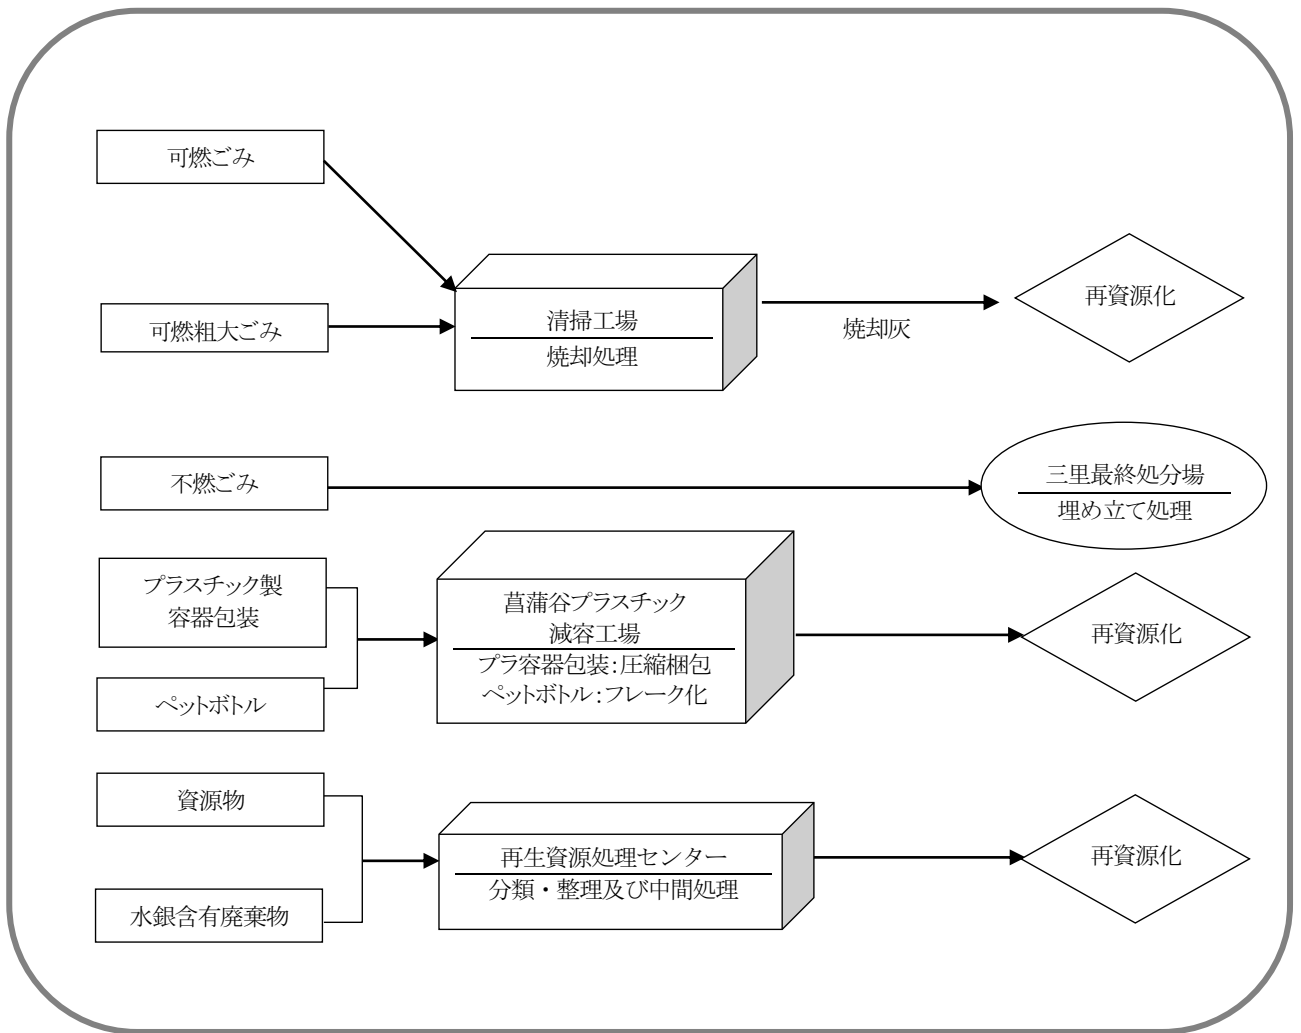 可燃ごみ
可燃粗大ごみ
清掃工場
焼却処理
焼却灰
再資源化
不燃ごみ
三里最終処分場
埋め立て処理
プラスチック製
容器包装
ペットボトル
菖蒲谷プラスチック
減容工場
プラ容器包装:圧縮梱包
ペットボトル:フレーク化
再資源化
資源物
水銀含有廃棄物
再生資源処理センター
分類・整理及び中間処理
再資源化